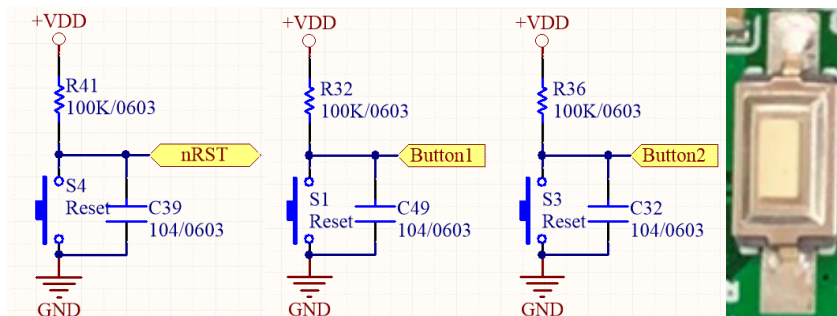 +VDD
R41
100K/0603
nRST
S4
Reset
C39
104/0603
GND
+VDD
R32
100K/0603
Button1
S1
Reset
C49
104/0603
GND
+VDD
R36
100K/0603
Button2
S3
Reset
C32
104/0603
GND